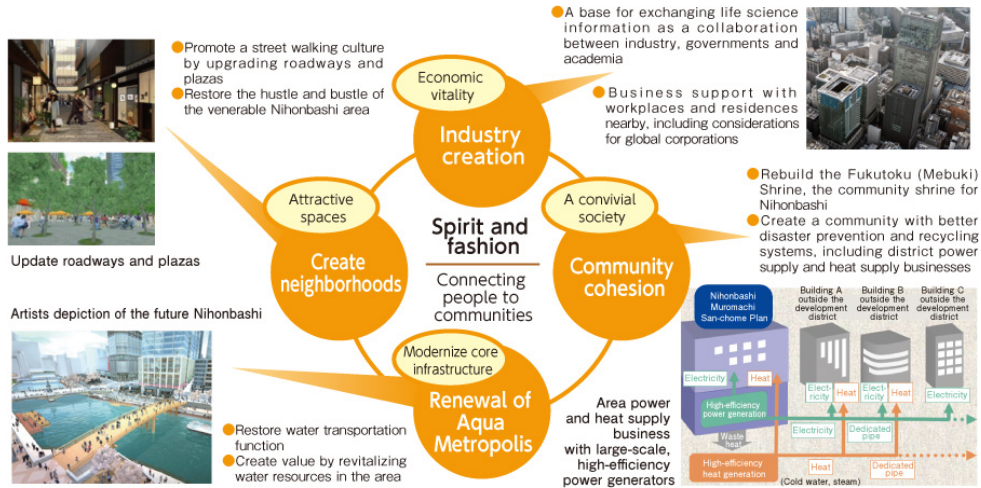 Promote a street walking culture
by upgrading roadways and
plazas
Restore the hustle and bustle
of the venerable Nihonbashi area
Economic
vitality
Industry
creation
A base for exchanging life science
information as a collaboration
between industry, governments and
academia
Business support with
workplaces and residences
nearby, including considerations
for global corporations
Attractive
spaces
Create
neighborhoods
Update roadways and plazas
Spirit and
fashion
Connecting
people to
communities
A convivial
society
Community
cohesion
Rebuild the Fukutoku (Mebuki)
Shrine, the community shrine for
Nihonbashi
Create a community with better
disaster prevention and recycling
systems, including district power
supply and heat supply businesses
Artists depiction of the future Nihonbashi
Modernize core
infrastructure
Renewal of
Aqua
Metropolis
Restore water transportation
function
Create value by revitalizing
water resources in the area
Area power
and heat supply
business
with large-scale,
high-efficiency
power generators
Nihonbashi
Muromachi
San-chome Plan
Building A
outside the
development
district
Building B
outside the
development
district
Building C
outside the
development
district
Electricity
Heat
Elect-
ricity
Heat
Elect-
ricity
Heat
Electricity
High-efficiency
power generation
Electricity
Dedicated
pipe
Waste
heat
High-efficiency
heat generation
Heat
Dedicated
pipe
(Cold water, steam)